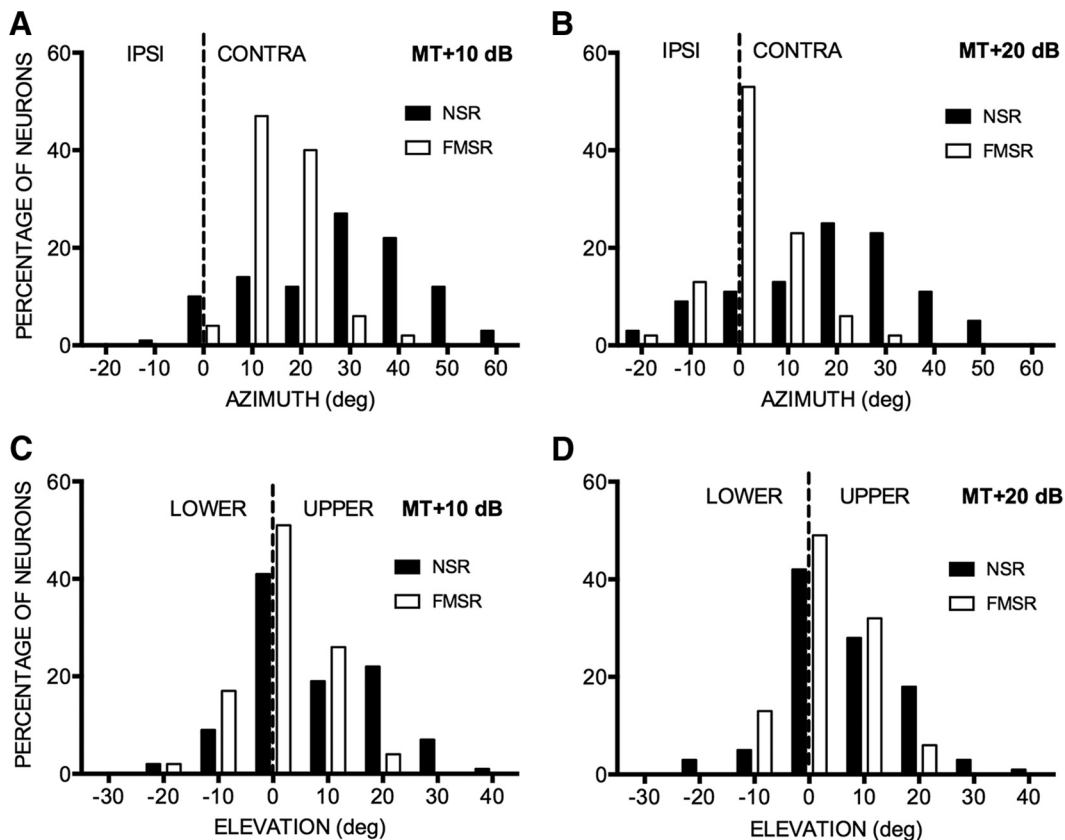 A
B
60
IPSI CONTRA MT+10 dB
NSR
FMSR
40
20
0
PERCENTAGE OF NEURONS
-20 -10 0 10 20 30 40 50 60
AZIMUTH (deg)
60
IPSI CONTRA MT+20 dB
NSR
FMSR
40
20
0
-20 -10 0 10 20 30 40 50 60
AZIMUTH (deg)
C
D
60
LOWER UPPER MT+10 dB
NSR
FMSR
40
20
0
PERCENTAGE OF NEURONS
-30 -20 -10 0 10 20 30 40
ELEVATION (deg)
60
LOWER UPPER MT+20 dB
NSR
FMSR
40
20
0
-30 -20 -10 0 10 20 30 40
ELEVATION (deg)